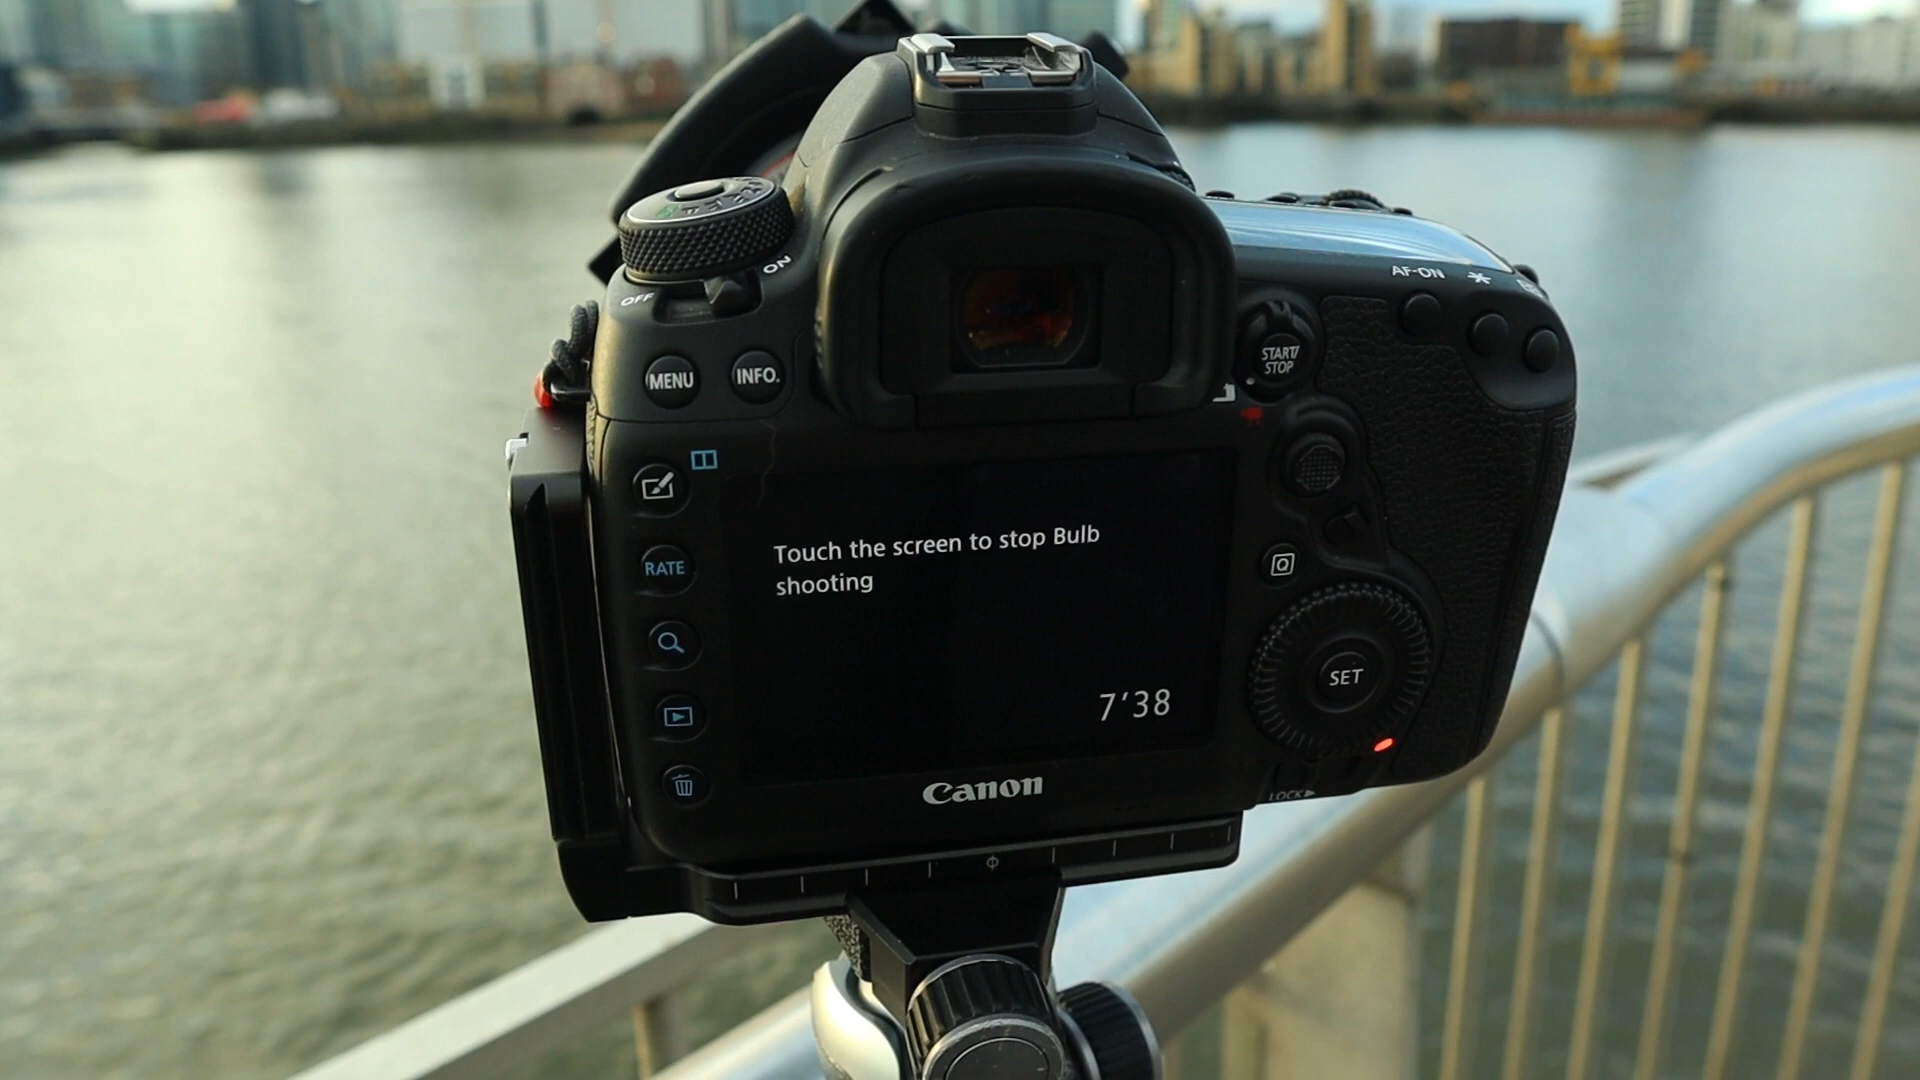 ON
OFF
AF-ON
MENU
INFO.
START/
STOP
RATE
Touch the screen to stop Bulb
shooting
Q
SET
7'38
Canon
LOCK